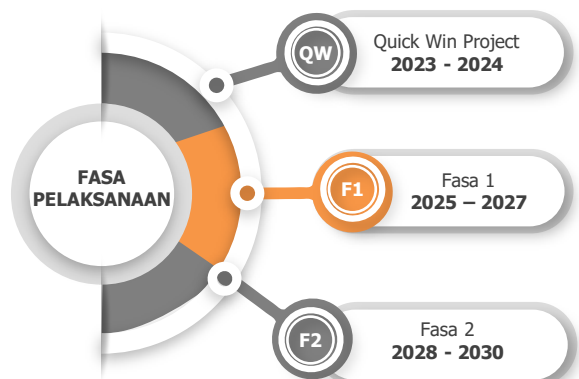 FASA
PELAKSANAAN
QW
Quick Win Project
2023 - 2024
F1
Fasa 1
2025 – 2027
F2
Fasa 2
2028 - 2030